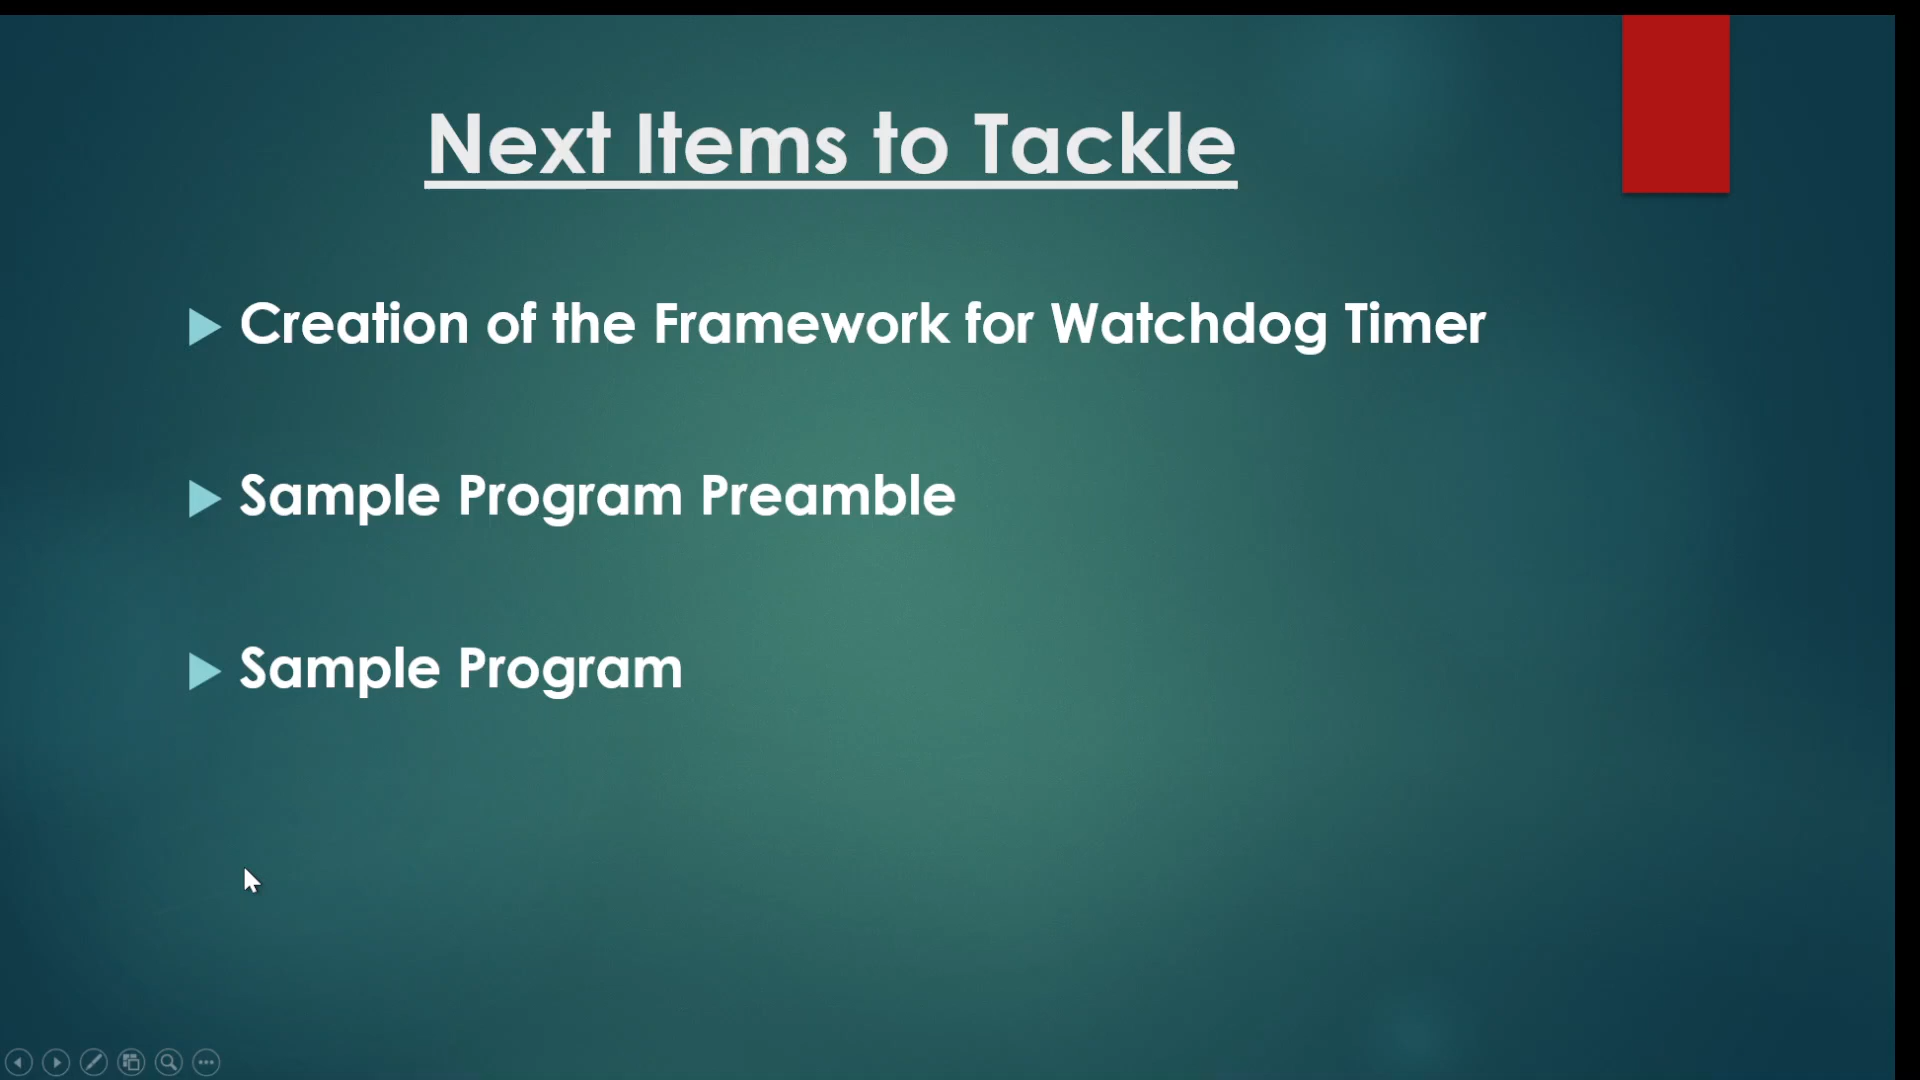 Next Items to Tackle
Creation of the Framework for Watchdog Timer
Sample Program Preamble
Sample Program